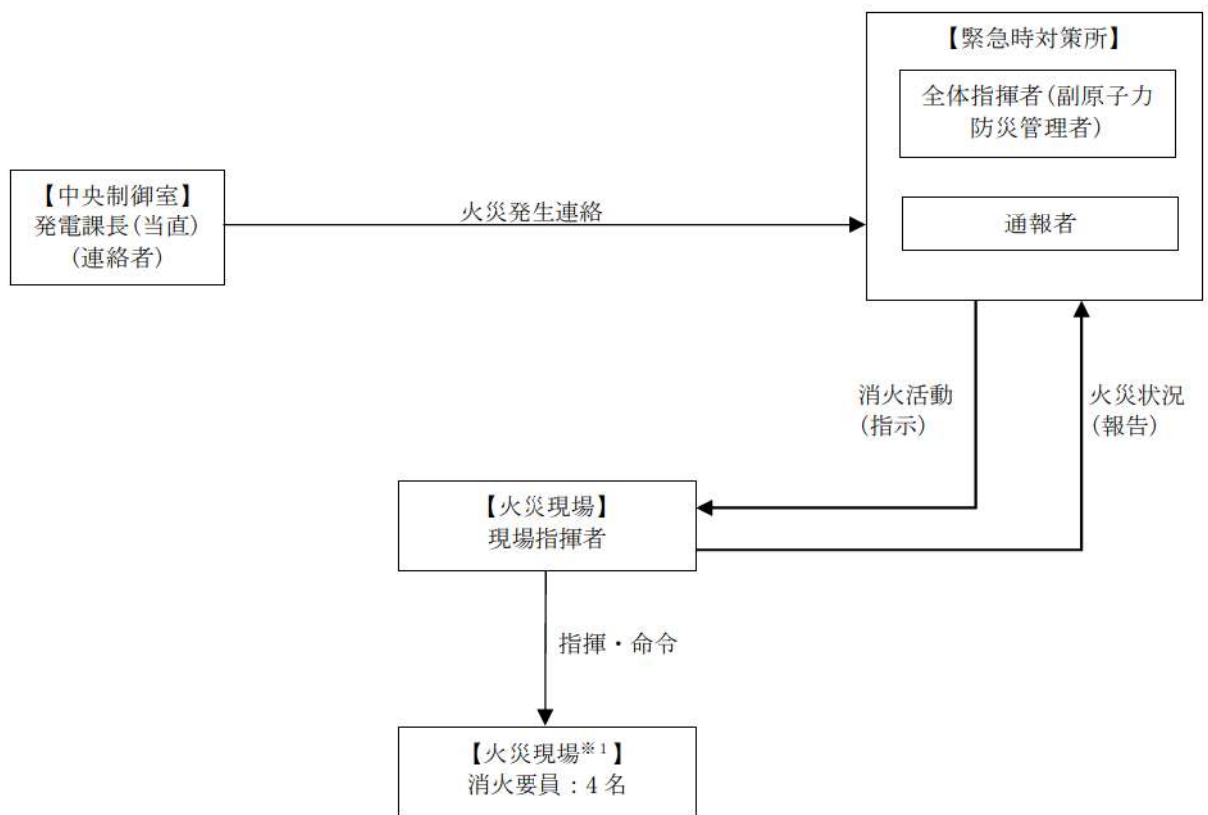 【緊急時対策所】
全体指揮者(副原子力
防災管理者)
通報者
【中央制御室】
発電課長(当直)
(連絡者)
火災発生連絡
消火活動
(指示)
火災状況
(報告)
【火災現場】
現場指揮者
指揮・命令
【火災現場※1】
消火要員:4名